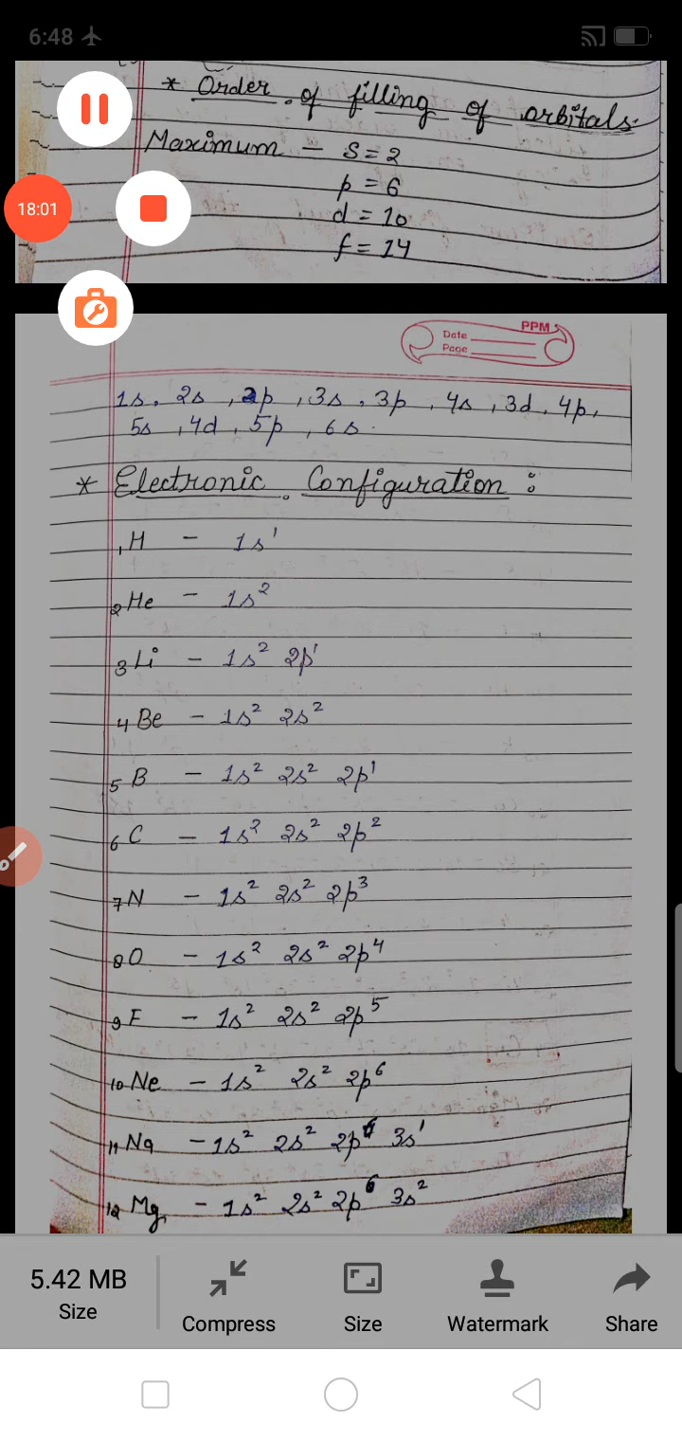 6:48
* Order of filling of orbitals:
Maximum - s = 2
p = 6
18:01
d = 10
f = 14
PPM
Date
Page
1s, 2s, 2p, 3s, 3p, 4s, 3d, 4p,
5s, 4d, 5p, 6s.
* Electronic Configuration :
₁H - 1s¹
₂He - 1s²
₃Li - 1s² 2p¹
₄Be - 1s² 2s²
₅B - 1s² 2s² 2p¹
₆C - 1s² 2s² 2p²
₇N - 1s² 2s² 2p³
₈O - 1s² 2s² 2p⁴
₉F - 1s² 2s² 2p⁵
₁₀Ne - 1s² 2s² 2p⁶
₁₁Na - 1s² 2s² 2p⁶ 3s¹
₁₂Mg - 1s² 2s² 2p⁶ 3s²
5.42 MB
Size
Compress
Size
Watermark
Share